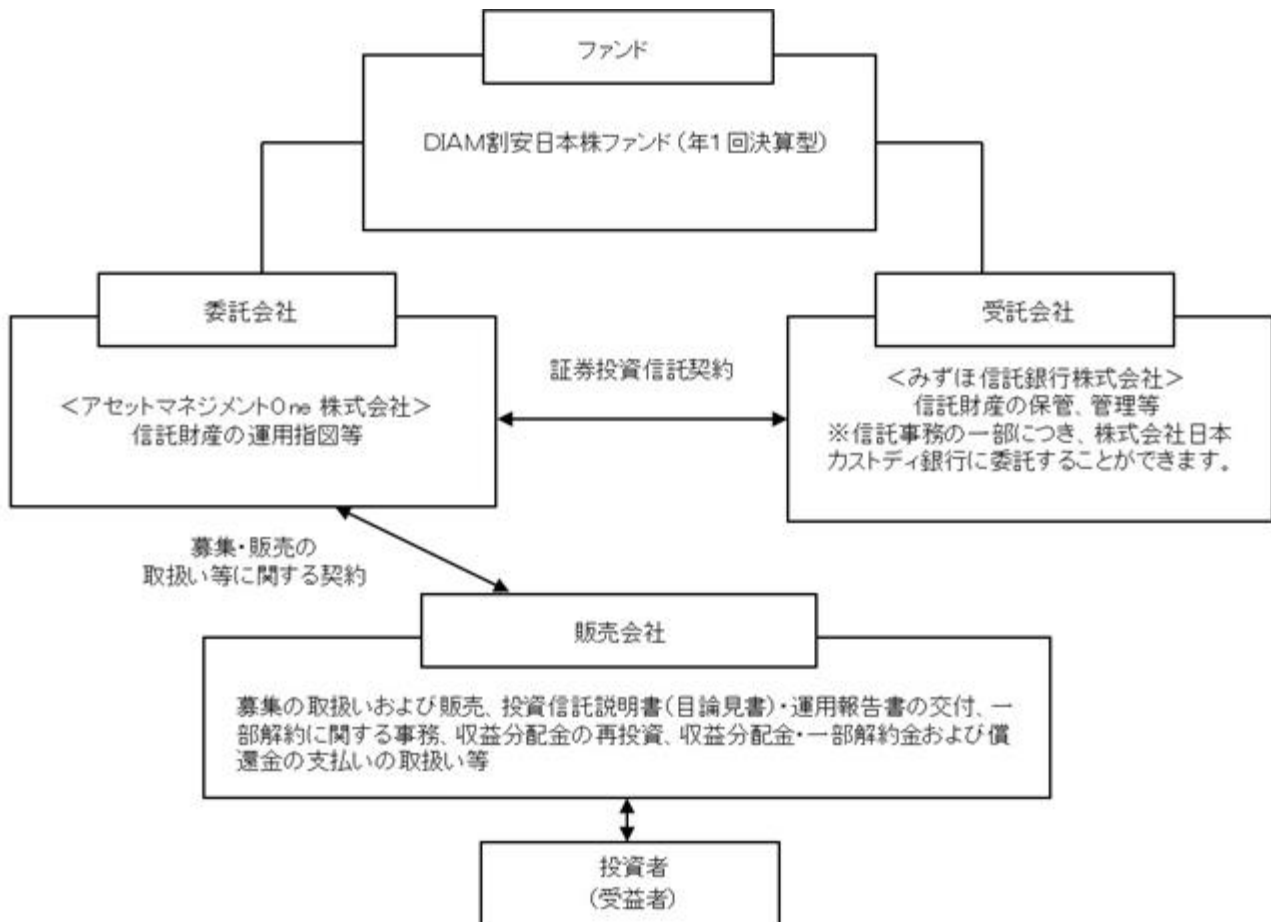 ファンド
DIAM割安日本株ファンド(年1回決算型)
委託会社
<アセットマネジメントOne 株式会社>
信託財産の運用指図等
証券投資信託契約
受託会社
<みずほ信託銀行株式会社>
信託財産の保管、管理等
※信託事務の一部につき、株式会社日本
カストディ銀行に委託することができます。
募集・販売の
取扱い等に関する契約
販売会社
募集の取扱いおよび販売、投資信託説明書(目論見書)・運用報告書の交付、一
部解約に関する事務、収益分配金の再投資、収益分配金・一部解約金および償
還金の支払いの取扱い等
投資者
(受益者)